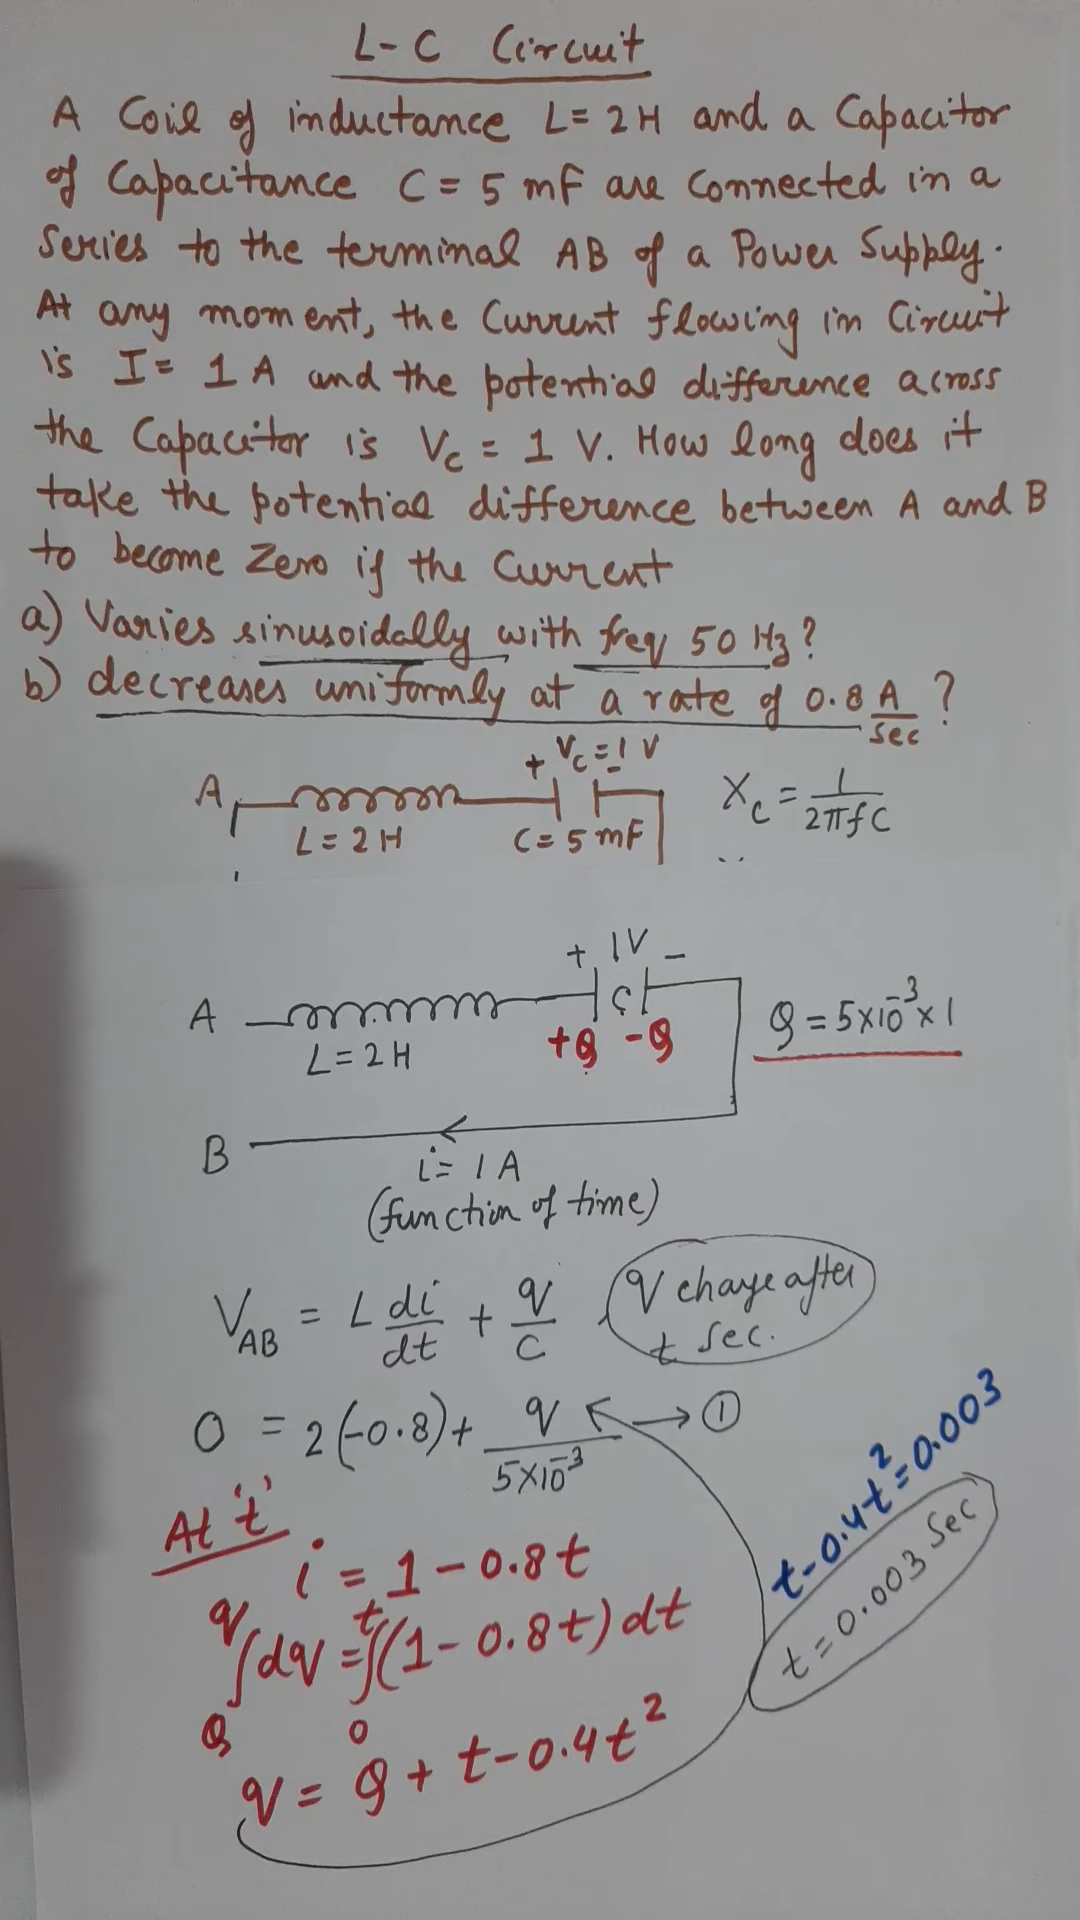 L-C Circuit
A Coil of inductance L= 2H and a Capacitor
of Capacitance C = 5 mF are Connected in a
Series to the terminal AB of a Power Supply.
At any moment, the Current flowing in Circuit
is I= 1 A and the potential difference across
the Capacitor is Vc = 1 V. How long does it
take the potential difference between A and B
to become Zero if the Current
a) Varies sinusoidally with freq 50 Hz?
b) decreases uniformly at a rate of 0.8 A/sec ?
+ Vc = 1 V -
A
L= 2H
C= 5 mF
Xc = 1/2πfC
+ 1V -
A
C
L= 2H
+Q -Q
Q = 5×10⁻³×1
B
i= 1A
(function of time)
V_AB = L di/dt + q/C
q charge after
t sec.
0 = 2(-0.8)+ q/5×10⁻³ → ①
At 't'
i = 1-0.8t
q∫Q dq = t∫0 (1-0.8t)dt
q = Q + t-0.4t²
t-0.4t²=0.003
t=0.003 Sec